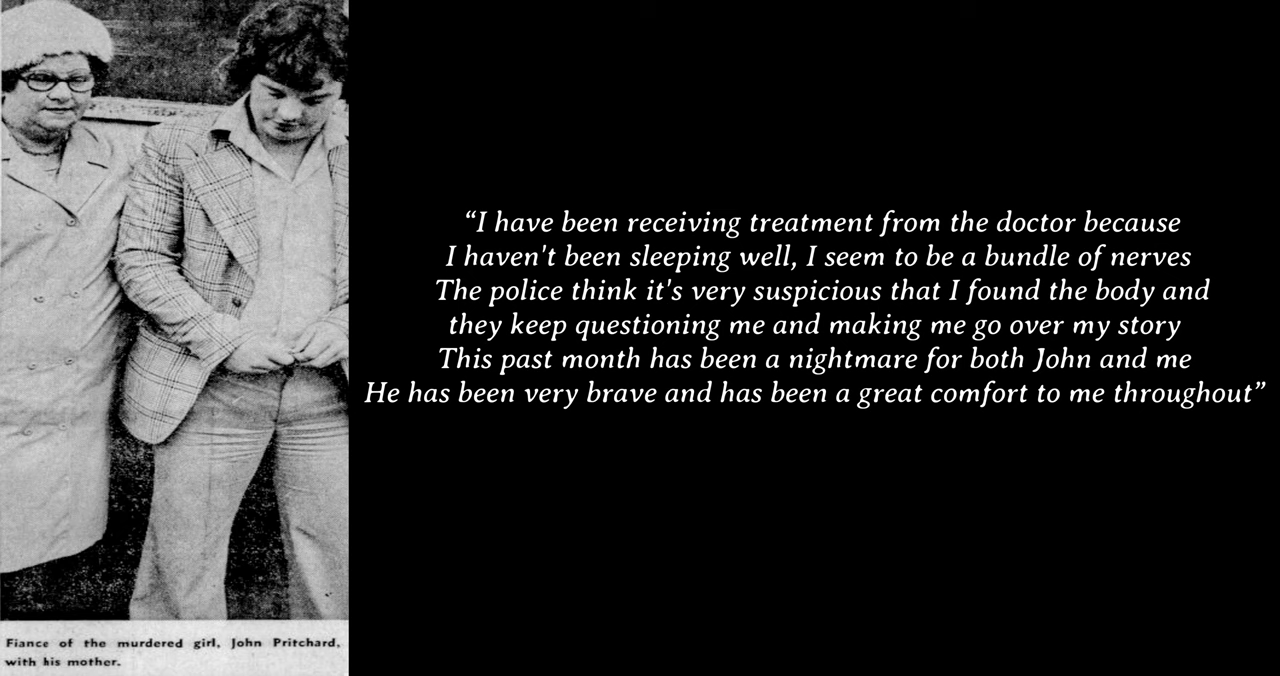 “I have been receiving treatment from the doctor because
I haven't been sleeping well, I seem to be a bundle of nerves
The police think it's very suspicious that I found the body and
they keep questioning me and making me go over my story
This past month has been a nightmare for both John and me
He has been very brave and has been a great comfort to me throughout”
Fiance of the murdered girl, John Pritchard,
with his mother.